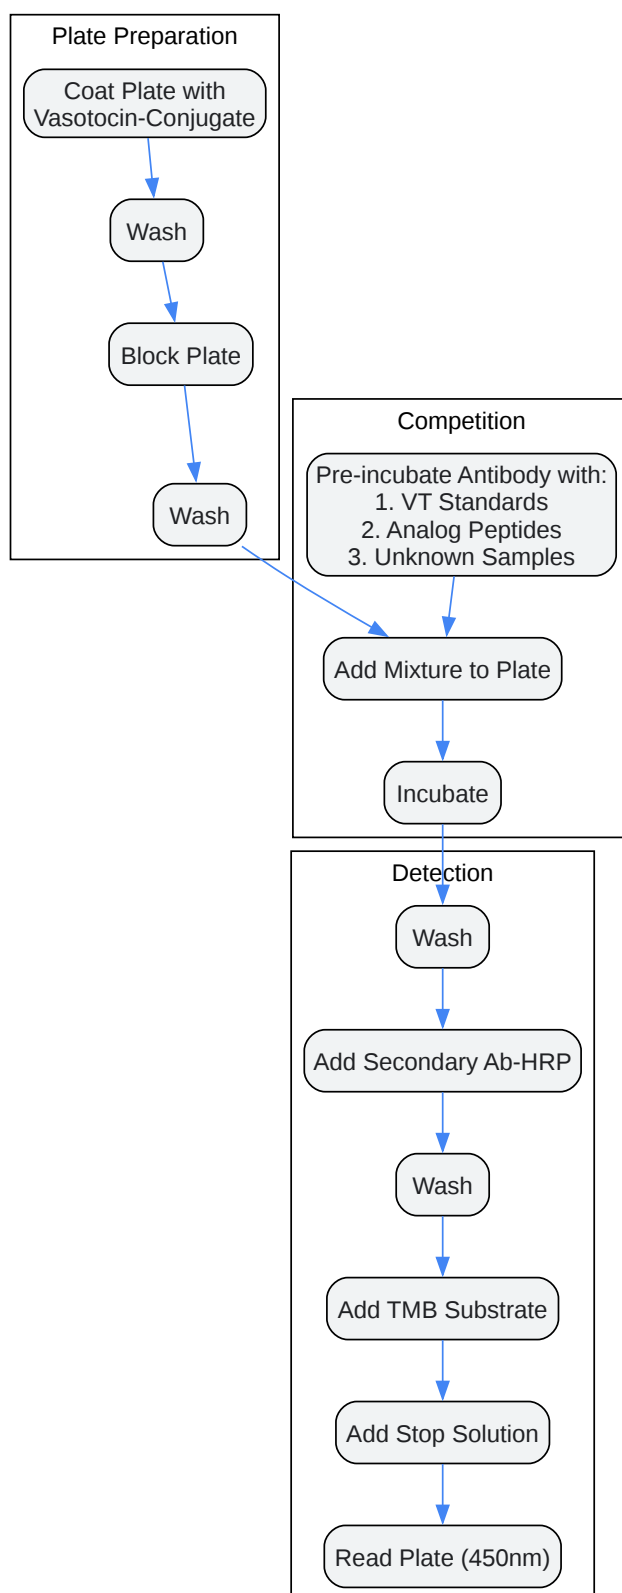 Plate Preparation
Coat Plate with
Vasotocin-Conjugate
Wash
Block Plate
Wash
Competition
Pre-incubate Antibody with:
1. VT Standards
2. Analog Peptides
3. Unknown Samples
Add Mixture to Plate
Incubate
Detection
Wash
Add Secondary Ab-HRP
Wash
Add TMB Substrate
Add Stop Solution
Read Plate (450nm)